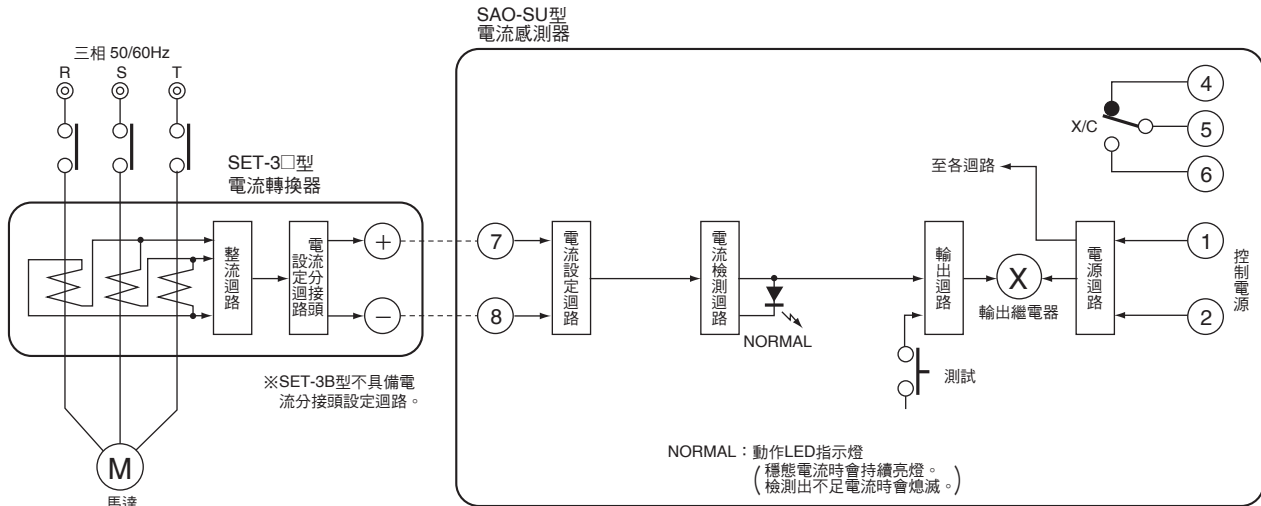 SAO-SU型
電流感測器
三相 50/60Hz
R S T
SET-3□型
電流轉換器
整流迴路
電流分接頭
設定迴路
+
−
※SET-3B型不具備電
流分接頭設定迴路。
M
馬達
7
8
電流設定迴路
電流檢測迴路
NORMAL
輸出迴路
測試
X
輸出繼電器
至各迴路
電源迴路
X/C
4
5
6
1
2
控制電源
NORMAL：動作LED指示燈
(穩態電流時會持續亮燈。
檢測出不足電流時會熄滅。)